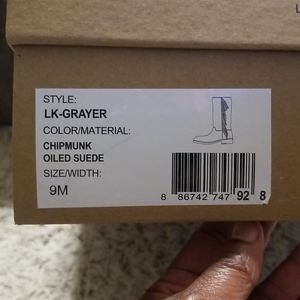 L
STYLE:
LK-GRAYER
COLOR/MATERIAL:
CHIPMUNK
OILED SUEDE
SIZE/WIDTH:
9M
8 86742 747 92 8